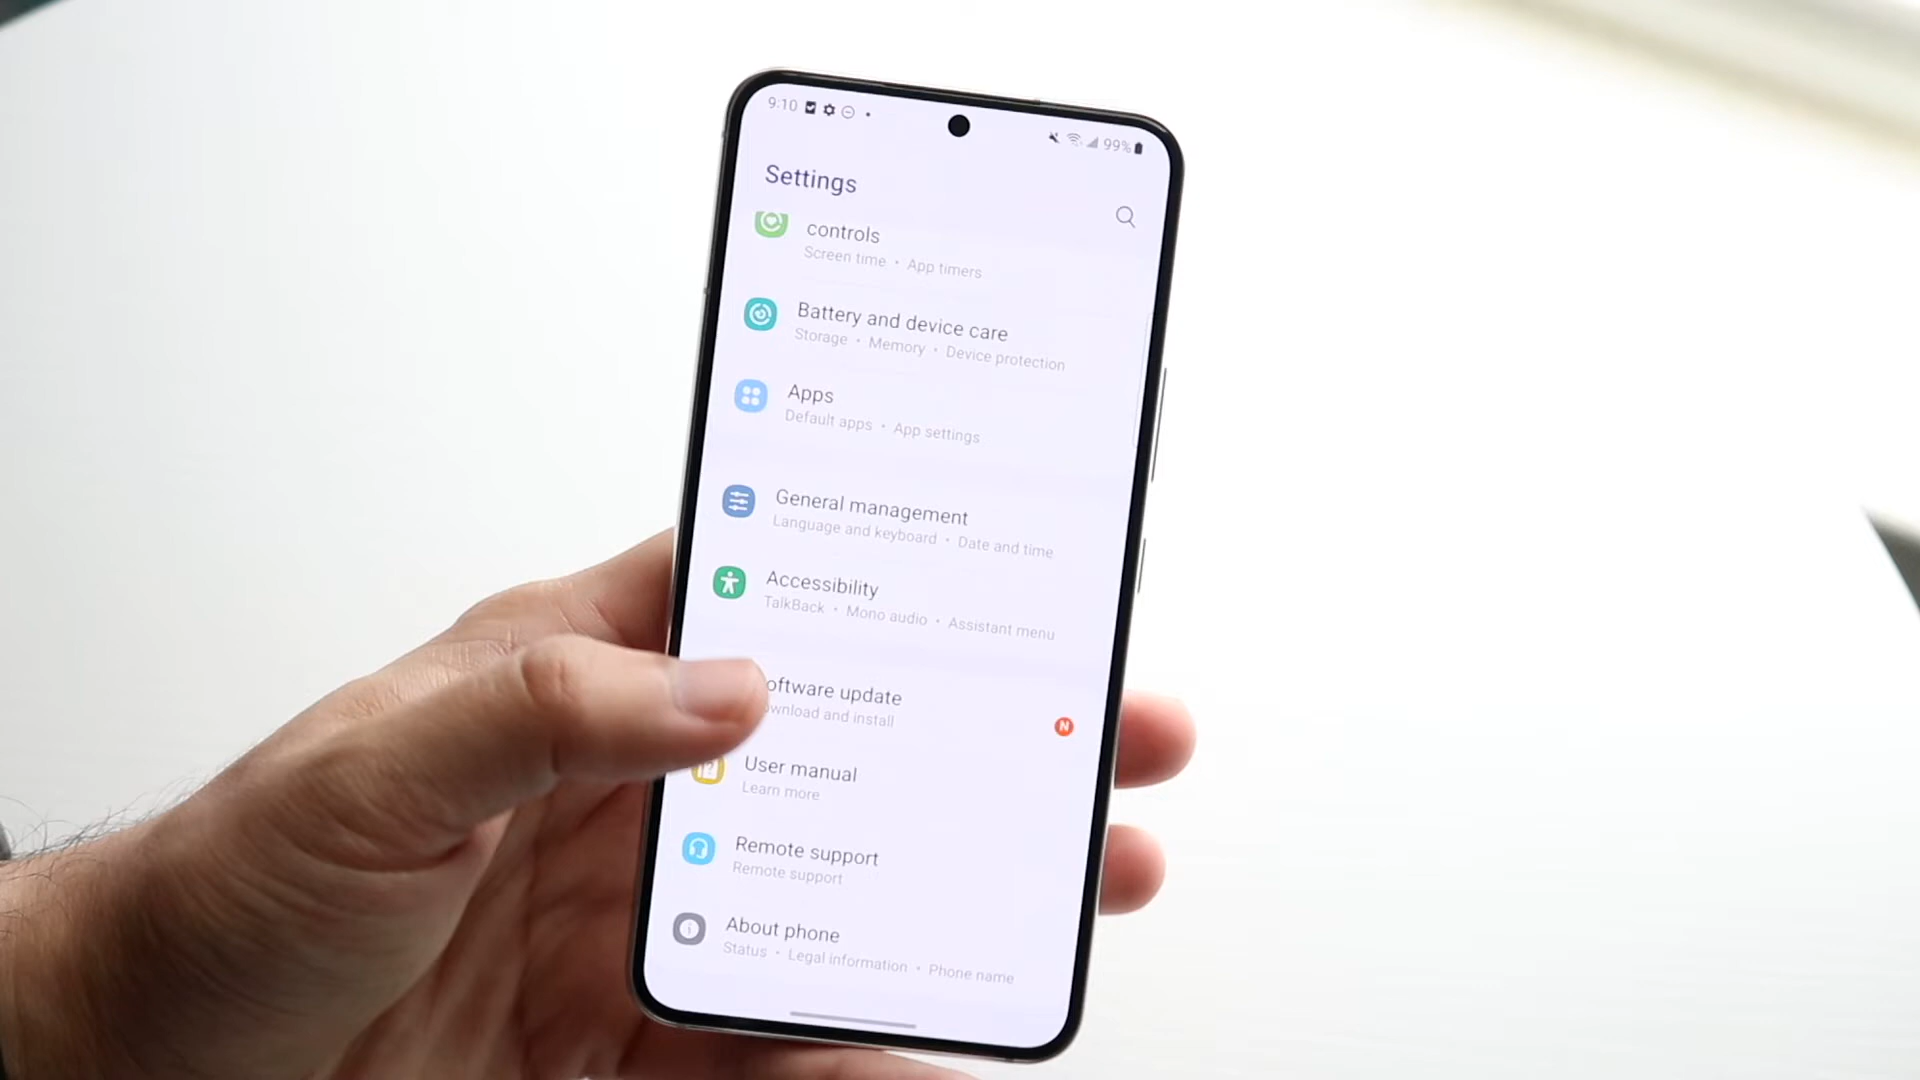 9:10 99%
Settings
controls
Screen time • App timers
Battery and device care
Storage • Memory • Device protection
Apps
Default apps • App settings
General management
Language and keyboard • Date and time
Accessibility
TalkBack • Mono audio • Assistant menu
oftware update
wnload and install
N
User manual
Learn more
Remote support
Remote support
About phone
Status • Legal information • Phone name